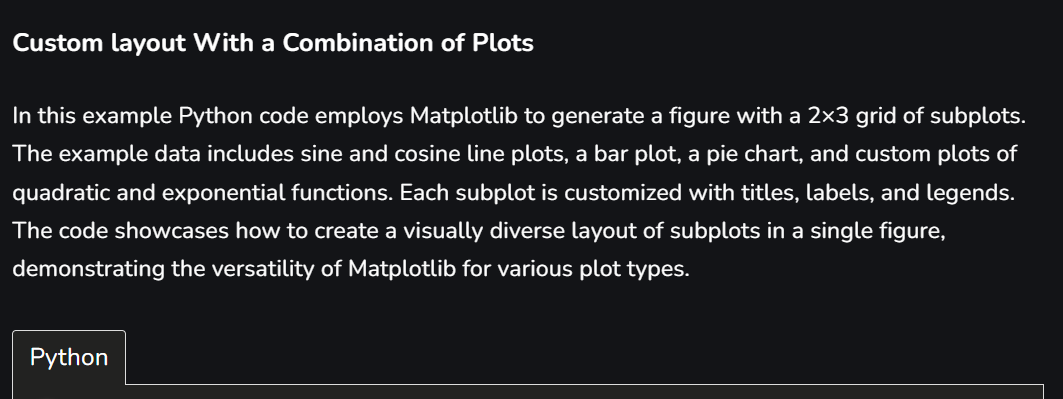 Custom layout With a Combination of Plots
In this example Python code employs Matplotlib to generate a figure with a 2×3 grid of subplots.
The example data includes sine and cosine line plots, a bar plot, a pie chart, and custom plots of
quadratic and exponential functions. Each subplot is customized with titles, labels, and legends.
The code showcases how to create a visually diverse layout of subplots in a single figure,
demonstrating the versatility of Matplotlib for various plot types.
Python